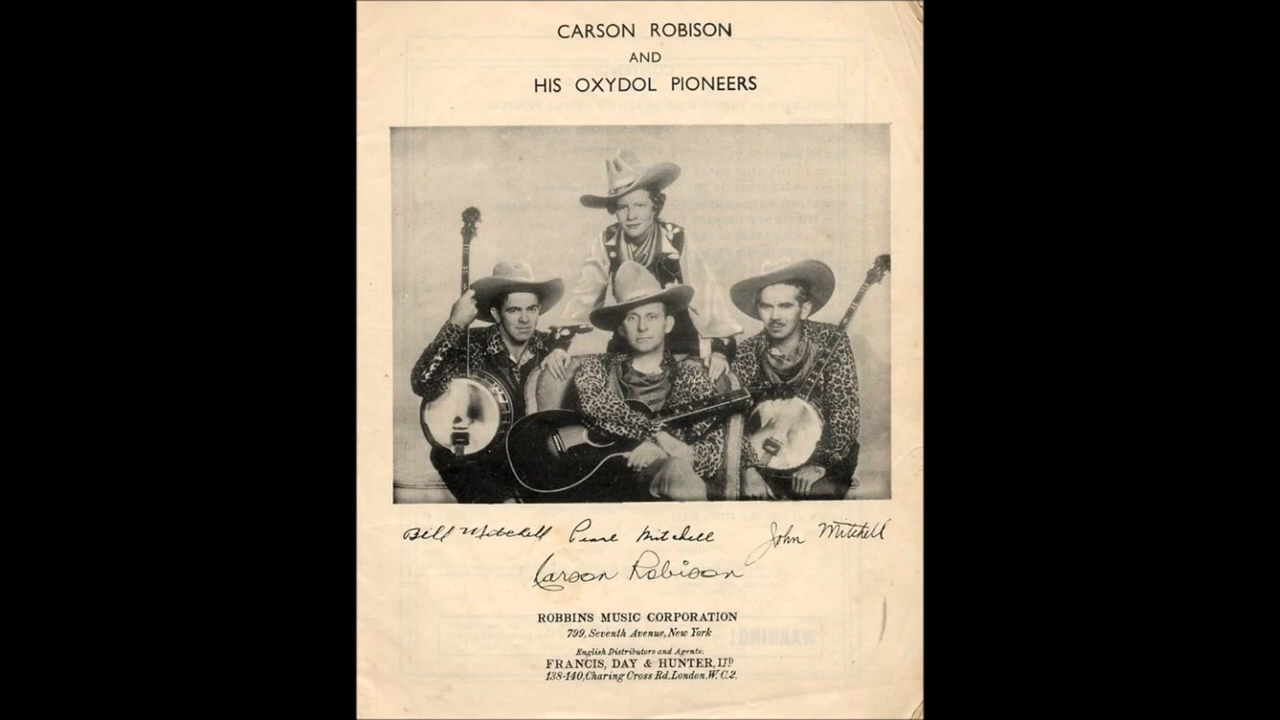 CARSON ROBISON
AND
HIS OXYDOL PIONEERS
Bill Mitchell Pearl Mitchell John Mitchell
Carson Robison
ROBBINS MUSIC CORPORATION
799, Seventh Avenue, New York
English Distributors and Agents:
FRANCIS, DAY & HUNTER, LTD
138-140, Charing Cross Rd. London. W.C.2.
WARNING!